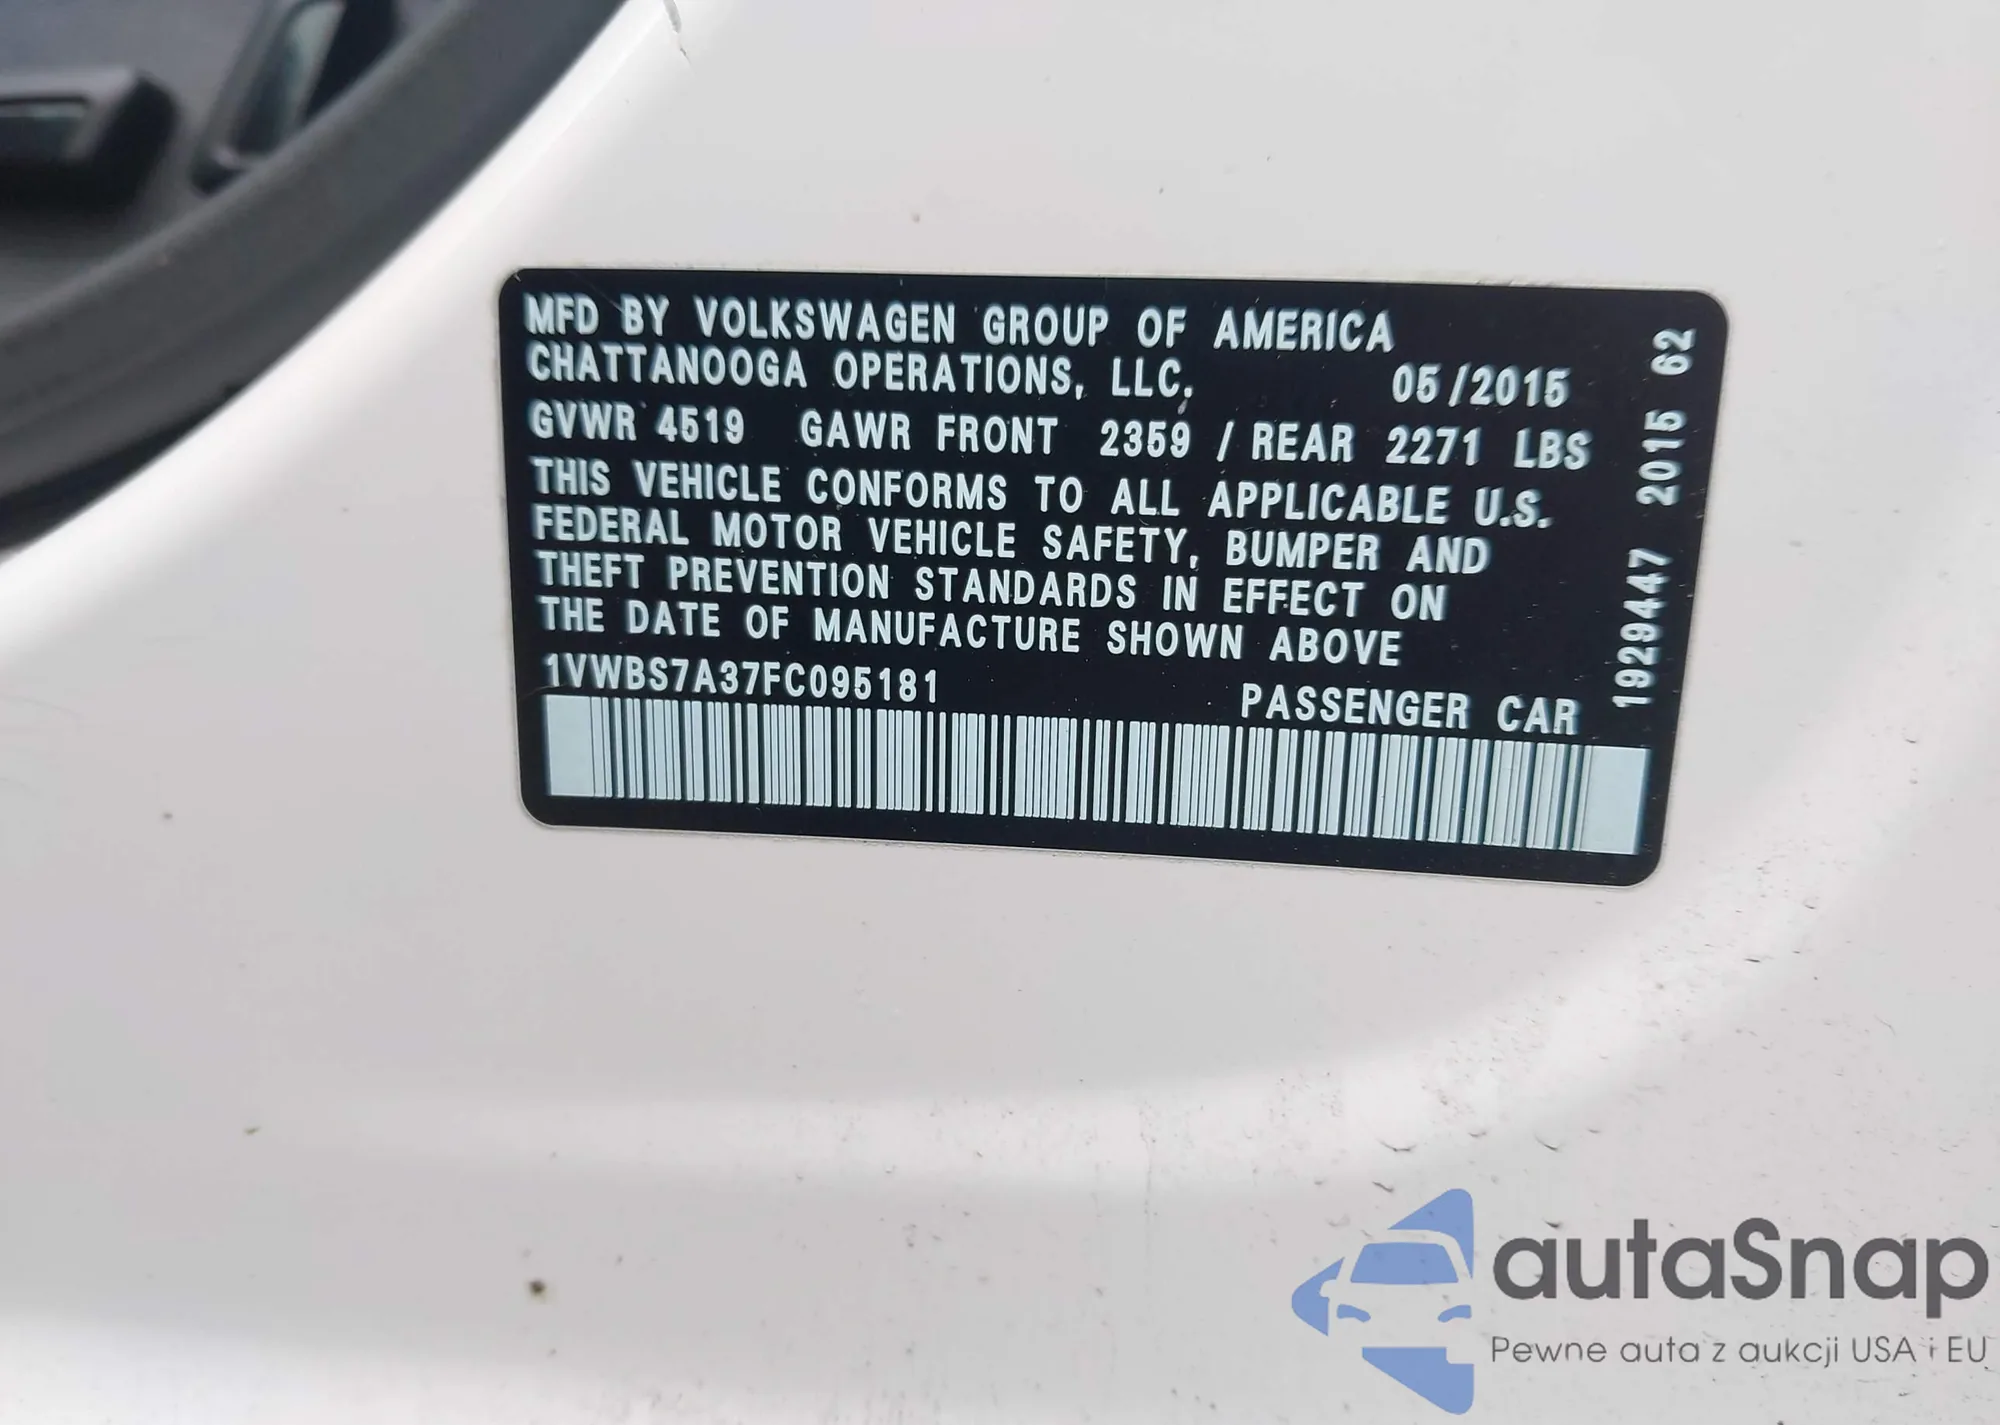 MFD BY VOLKSWAGEN GROUP OF AMERICA
CHATTANOOGA OPERATIONS, LLC. 05/2015
GVWR 4519 GAWR FRONT 2359 / REAR 2271 LBS
THIS VEHICLE CONFORMS TO ALL APPLICABLE U.S.
FEDERAL MOTOR VEHICLE SAFETY, BUMPER AND
THEFT PREVENTION STANDARDS IN EFFECT ON
THE DATE OF MANUFACTURE SHOWN ABOVE
1VWBS7A37FC095181 PASSENGER CAR
1929447 2015 62
autaSnap
Pewne auta z aukcji USA i EU